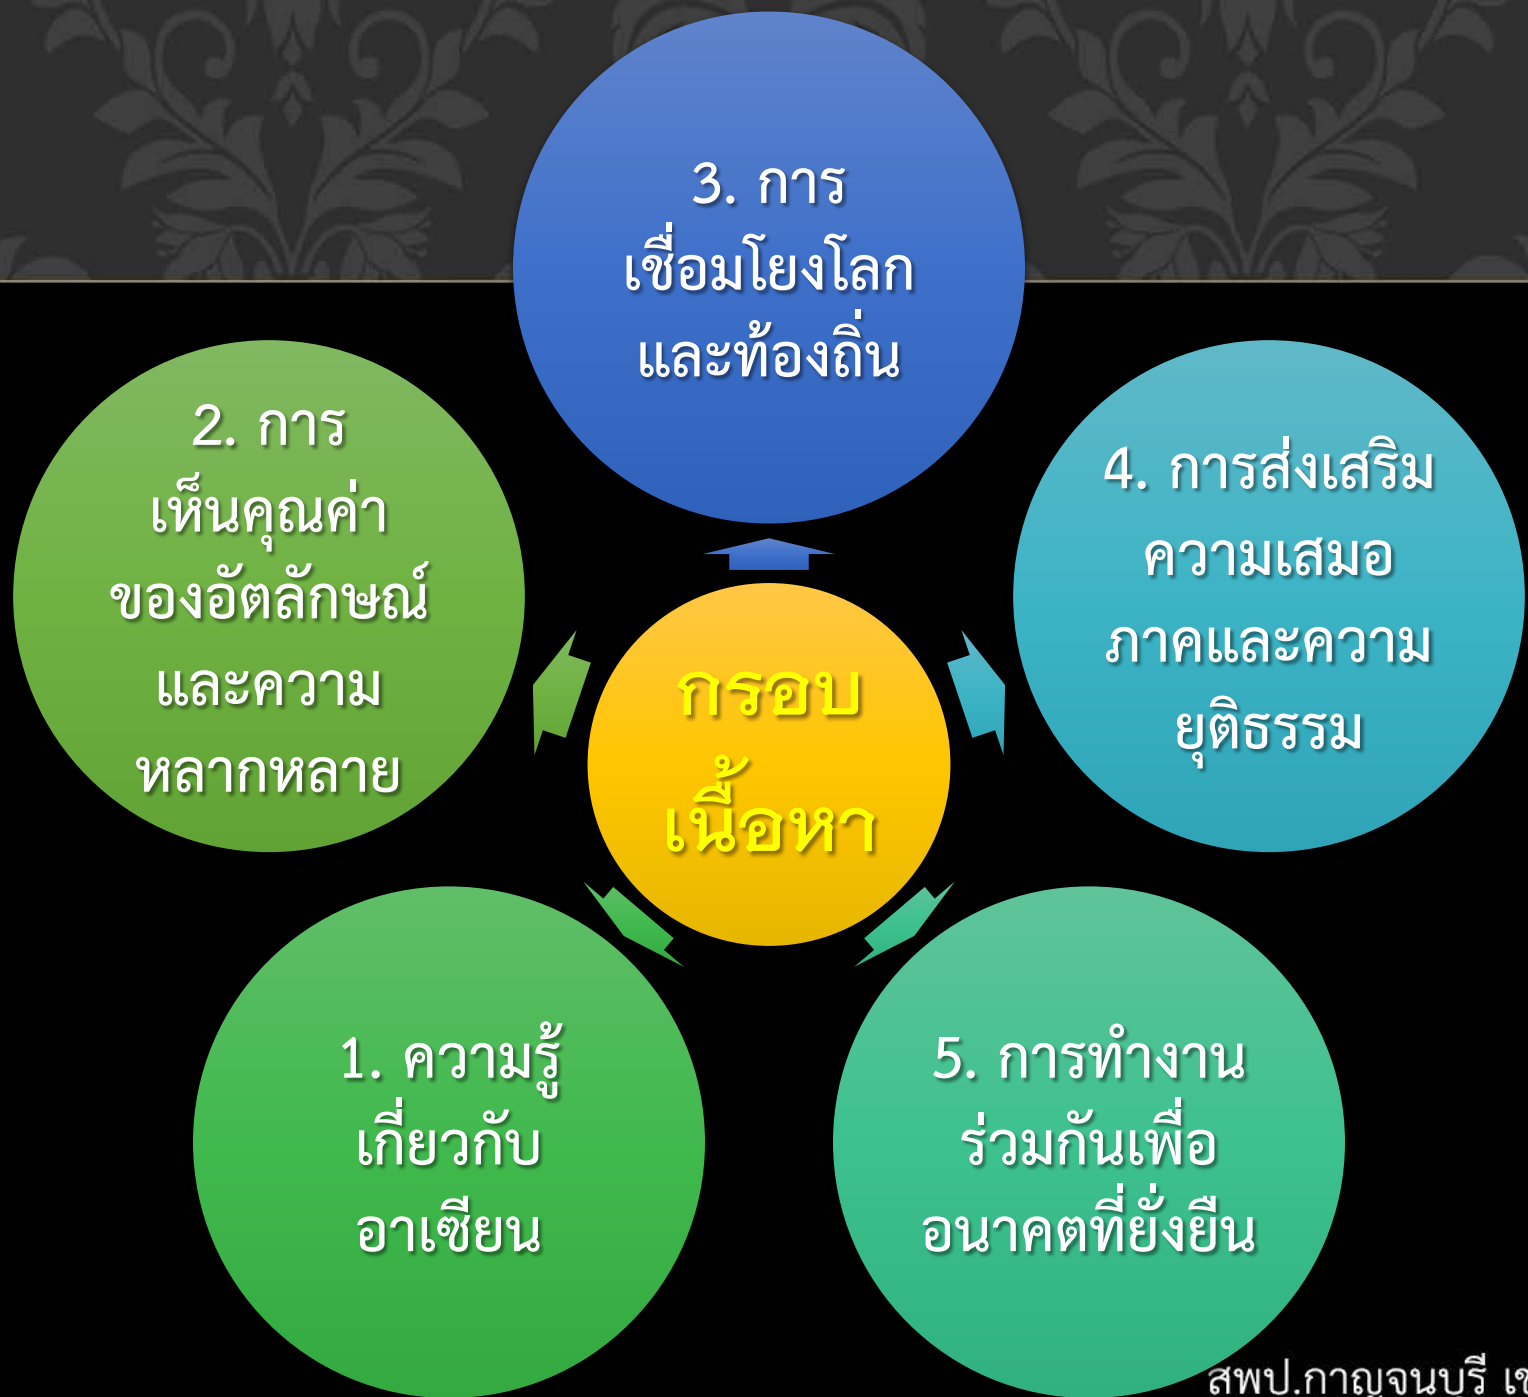 3. การ
เชื่อมโยงโลก
และท้องถิ่น
2. การ
เห็นคุณค่า
ของอัตลักษณ์
และความ
หลากหลาย
4. การส่งเสริม
ความเสมอ
ภาคและความ
ยุติธรรม
กรอบ
เนื้อหา
1. ความรู้
เกี่ยวกับ
อาเซียน
5. การทำงาน
ร่วมกันเพื่อ
อนาคตที่ยั่งยืน
สพป.กาญจนบุรี